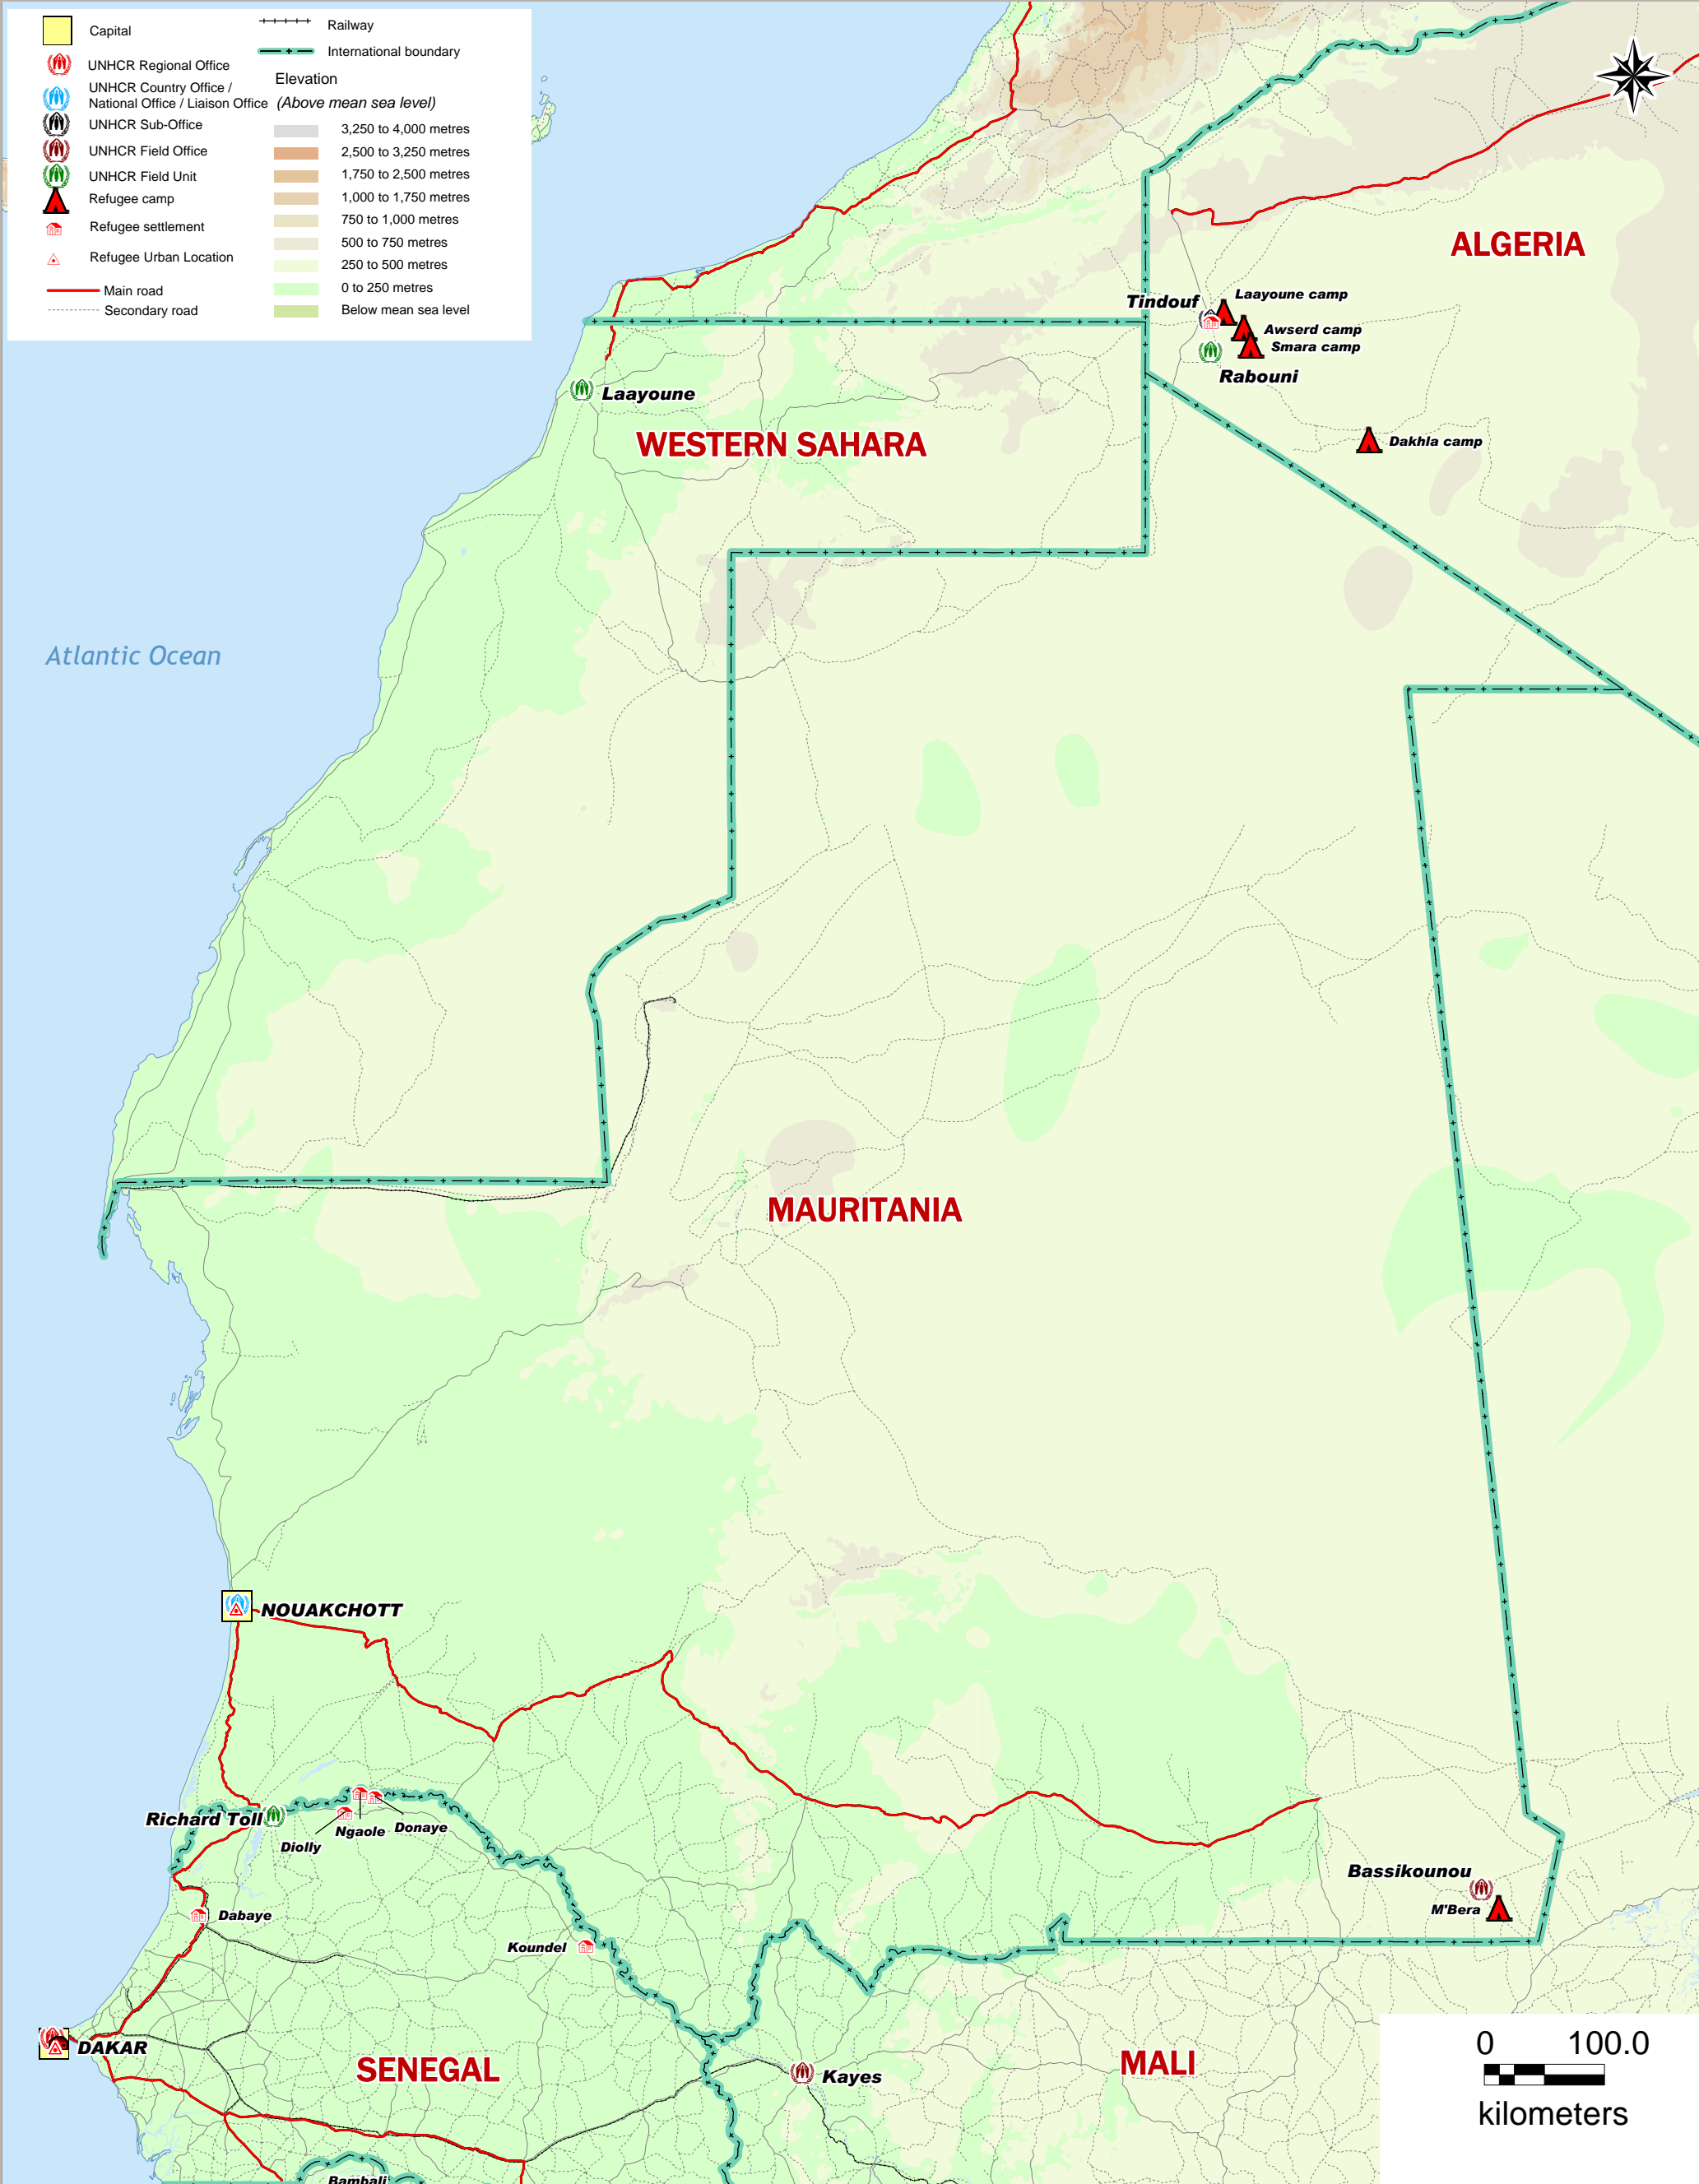 Capital
UNHCR Regional Office
UNHCR Country Office /
National Office / Liaison Office
UNHCR Sub-Office
UNHCR Field Office
UNHCR Field Unit
Refugee camp
Refugee settlement
Refugee Urban Location
Main road
Secondary road
Railway
International boundary
Elevation
(Above mean sea level)
3,250 to 4,000 metres
2,500 to 3,250 metres
1,750 to 2,500 metres
1,000 to 1,750 metres
750 to 1,000 metres
500 to 750 metres
250 to 500 metres
0 to 250 metres
Below mean sea level
ALGERIA
Tindouf
Laayoune camp
Awserd camp
Smara camp
Rabouni
Laayoune
WESTERN SAHARA
Dakhla camp
Atlantic Ocean
MAURITANIA
NOUAKCHOTT
Richard Toll
Diolly
Ngaole
Donaye
Bassikounou
M'Bera
Dabaye
Koundel
DAKAR
SENEGAL
Kayes
MALI
0 100.0
kilometers
Bambali